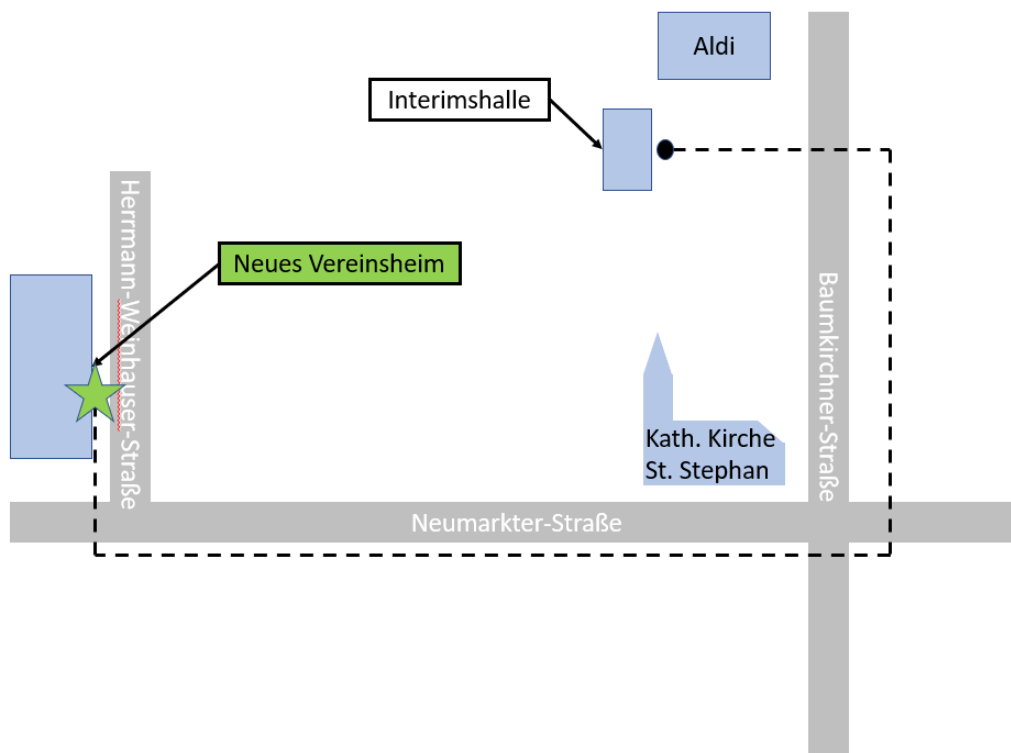 Aldi
Interimshalle
Herrmann-Weinhauser-Straße
Neues Vereinsheim
Baumkirchner-Straße
Kath. Kirche
St. Stephan
Neumarkter-Straße